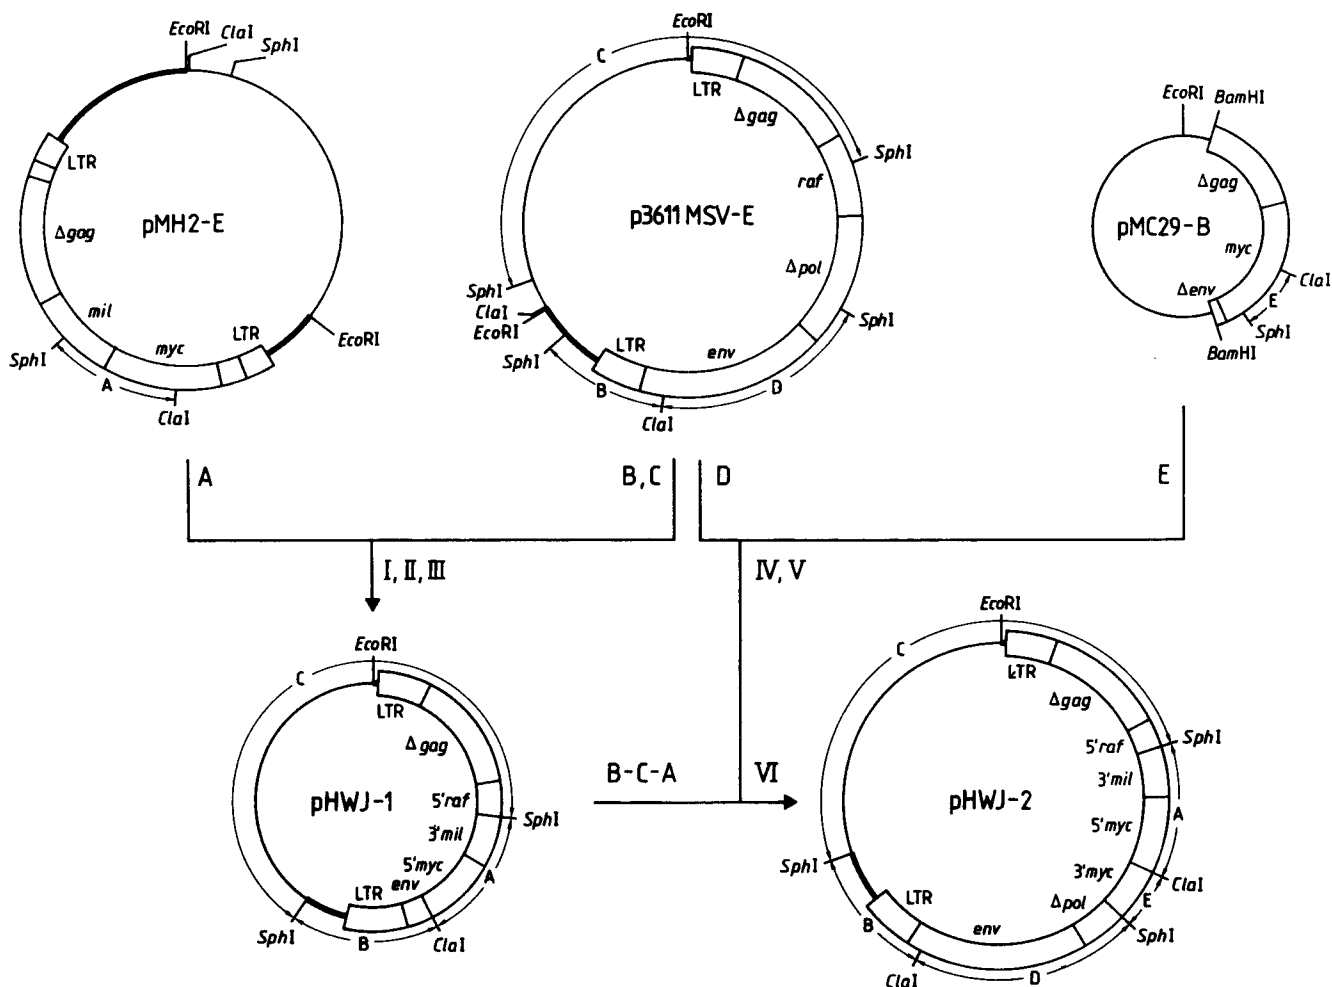 EcoRI
ClaI
SphI
LTR
Δgag
pMH2-E
mil
myc
LTR
EcoRI
SphI
A
ClaI
EcoRI
C
LTR
Δgag
SphI
raf
p3611MSV-E
Δpol
SphI
ClaI
EcoRI
SphI
LTR
env
SphI
B
D
ClaI
EcoRI
BamHI
Δgag
pMC29-B
myc
ClaI
Δenv
E
SphI
BamHI
A
B, C
D
E
I, II, III
IV, V
EcoRI
C
LTR
Δgag
pHWJ-1
5'raf
SphI
3'mil
5'myc
A
LTR
env
SphI
B
ClaI
B-C-A
VI
EcoRI
C
LTR
Δgag
SphI
5'raf
3'mil
pHWJ-2
A
5'myc
3'myc
ClaI
SphI
LTR
Δpol
E
SphI
env
B
ClaI
D